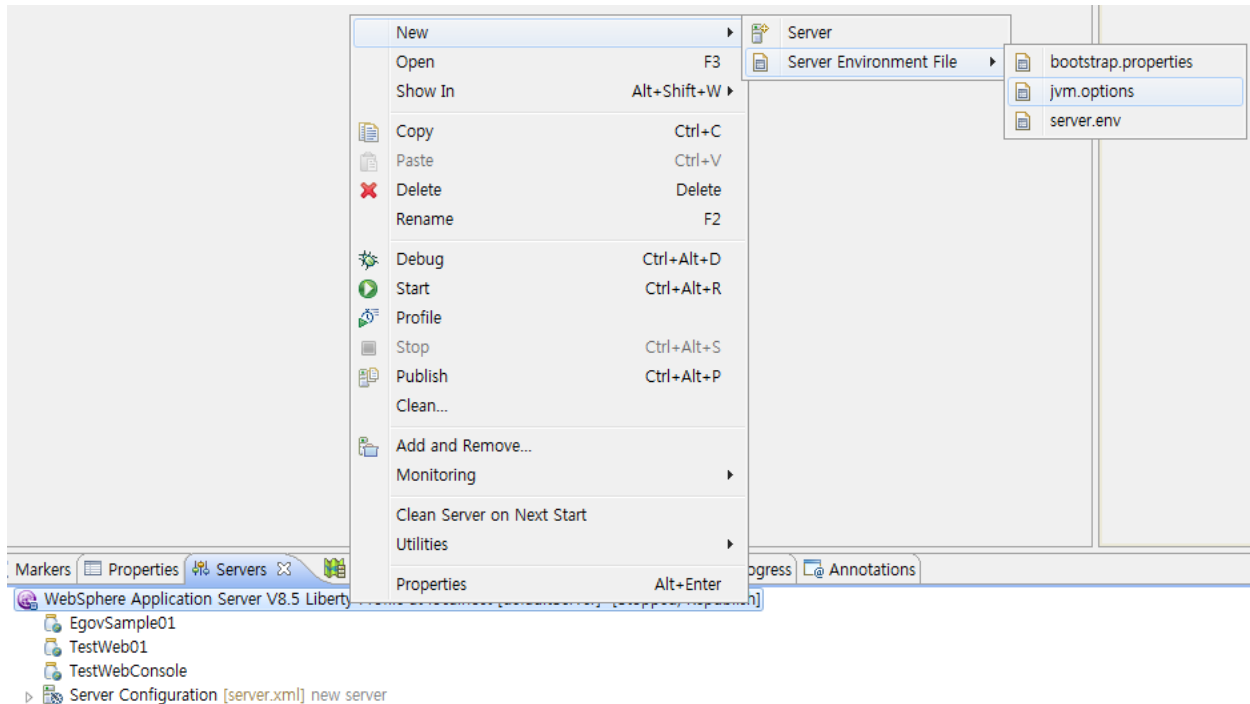 New
Open F3
Show In Alt+Shift+W
Copy Ctrl+C
Paste Ctrl+V
Delete Delete
Rename F2
Debug Ctrl+Alt+D
Start Ctrl+Alt+R
Profile
Stop Ctrl+Alt+S
Publish Ctrl+Alt+P
Clean...
Add and Remove...
Monitoring
Clean Server on Next Start
Utilities
Properties Alt+Enter
Server
Server Environment File
bootstrap.properties
jvm.options
server.env
Markers Properties Servers ogress Annotations
WebSphere Application Server V8.5 Liberty
EgovSample01
TestWeb01
TestWebConsole
Server Configuration [server.xml] new server